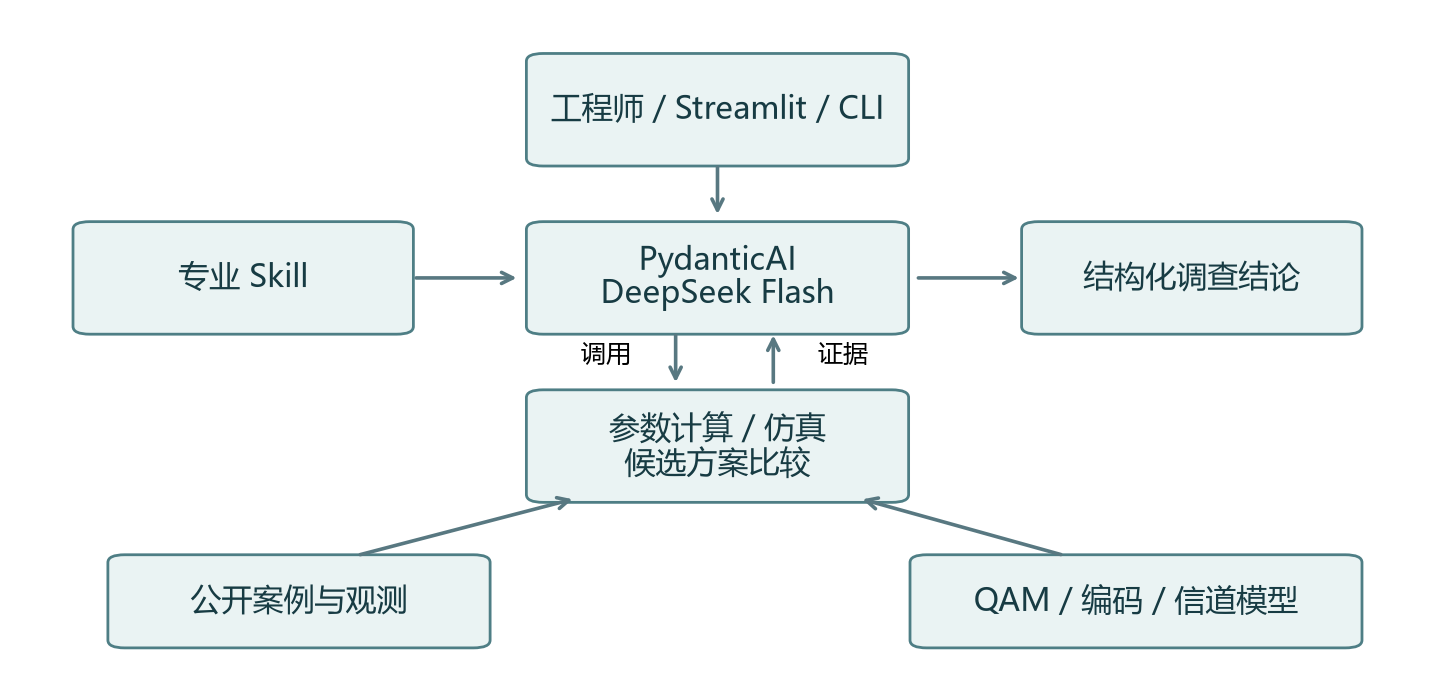 工程师 / Streamlit / CLI
专业 Skill
PydanticAI
DeepSeek Flash
结构化调查结论
调用
证据
参数计算 / 仿真
候选方案比较
公开案例与观测
QAM / 编码 / 信道模型